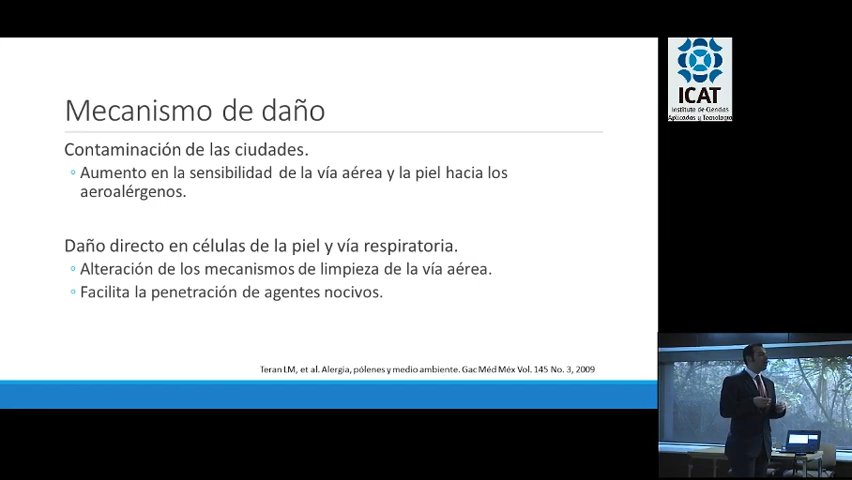 Mecanismo de daño
Contaminación de las ciudades.
Aumento en la sensibilidad de la vía aérea y la piel hacia los
aeroalérgenos.
Daño directo en células de la piel y vía respiratoria.
Alteración de los mecanismos de limpieza de la vía aérea.
Facilita la penetración de agentes nocivos.
Teran LM, et al. Alergia, pólenes y medio ambiente. Gac Méd Méx Vol. 145 No. 3, 2009
ICAT
Instituto de Ciencias
Aplicadas y Tecnología